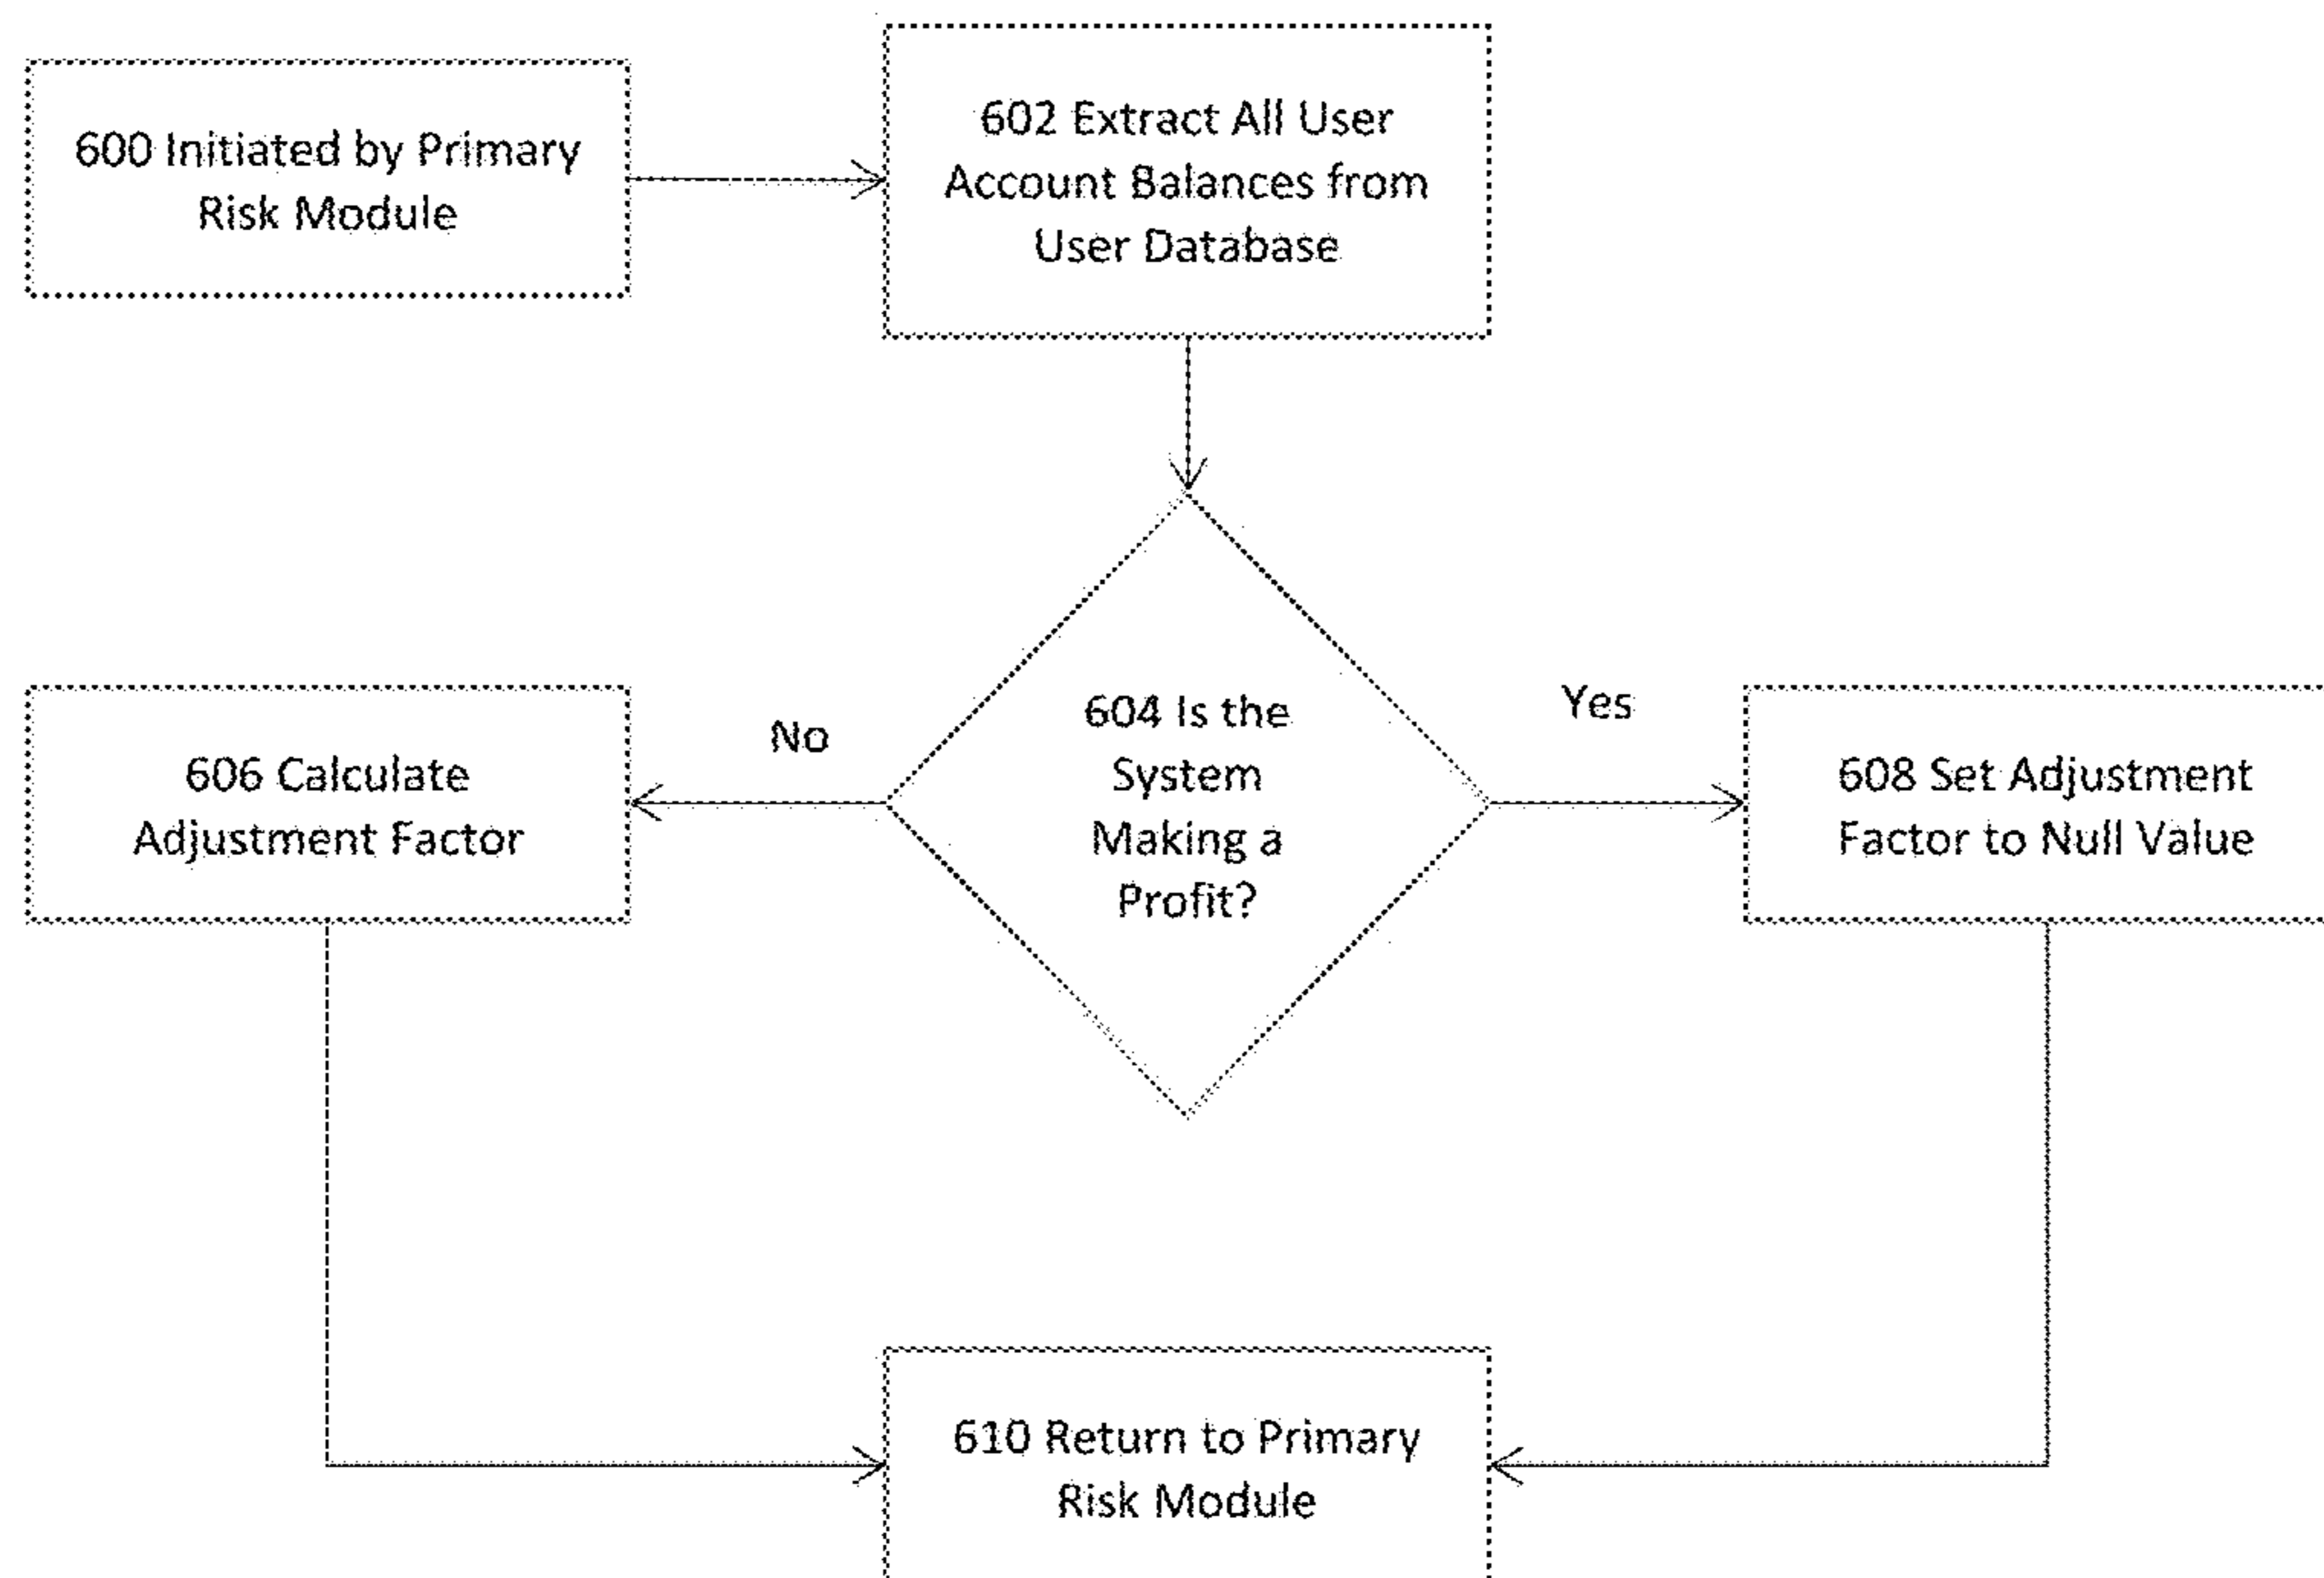 600 Initiated by Primary
Risk Module
602 Extract All User
Account Balances from
User Database
604 Is the
System
Making a
Profit?
No
Yes
606 Calculate
Adjustment Factor
608 Set Adjustment
Factor to Null Value
610 Return to Primary
Risk Module